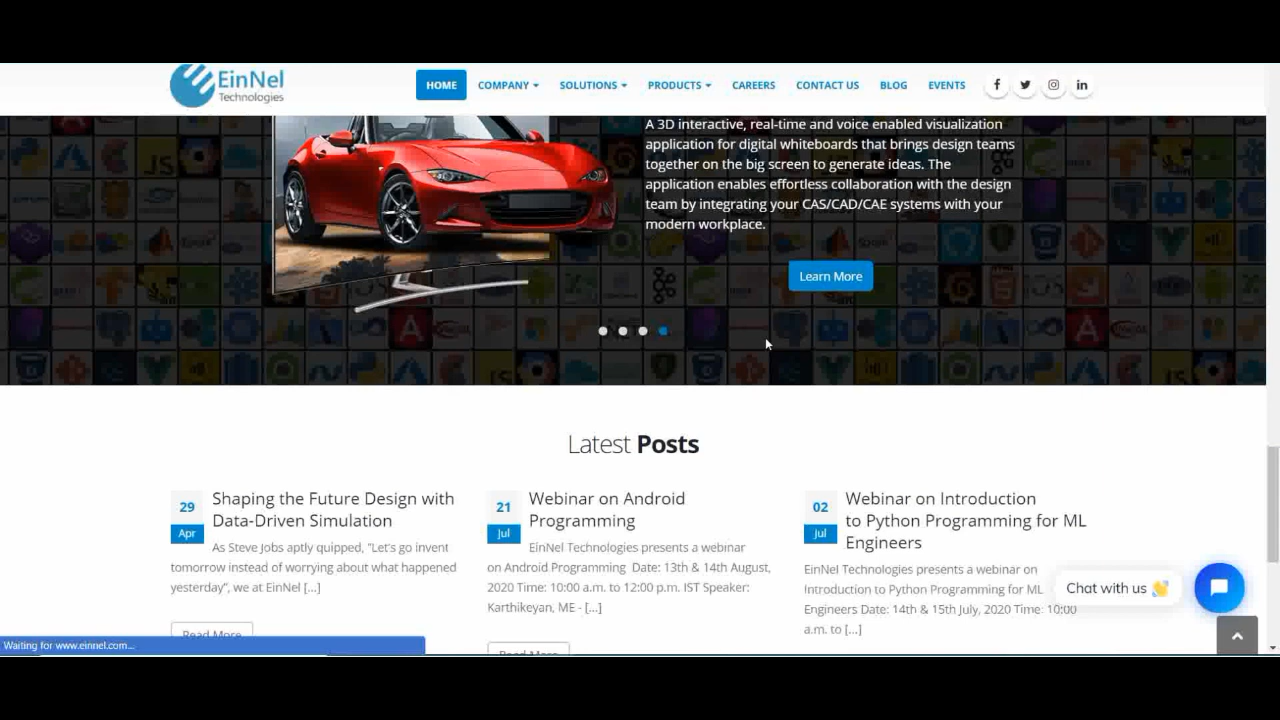 EinNel
Technologies
HOME COMPANY SOLUTIONS PRODUCTS CAREERS CONTACT US BLOG EVENTS
A 3D interactive, real-time and voice enabled visualization
application for digital whiteboards that brings design teams
together on the big screen to generate ideas. The
application enables effortless collaboration with the design
team by integrating your CAS/CAD/CAE systems with your
modern workplace.
Learn More
Latest Posts
29
Apr
Shaping the Future Design with
Data-Driven Simulation
As Steve Jobs aptly quipped, "Let's go invent
tomorrow instead of worrying about what happened
yesterday", we at EinNel [...]
Read More
21
Jul
Webinar on Android
Programming
EinNel Technologies presents a webinar
on Android Programming Date: 13th & 14th August,
2020 Time: 10:00 a.m. to 12:00 p.m. IST Speaker:
Karthikeyan, ME - [...]
Read More
02
Jul
Webinar on Introduction
to Python Programming for ML
Engineers
EinNel Technologies presents a webinar on
Introduction to Python Programming for ML
Engineers Date: 14th & 15th July, 2020 Time: 10:00
a.m. to [...]
Chat with us
Waiting for www.einnel.com...